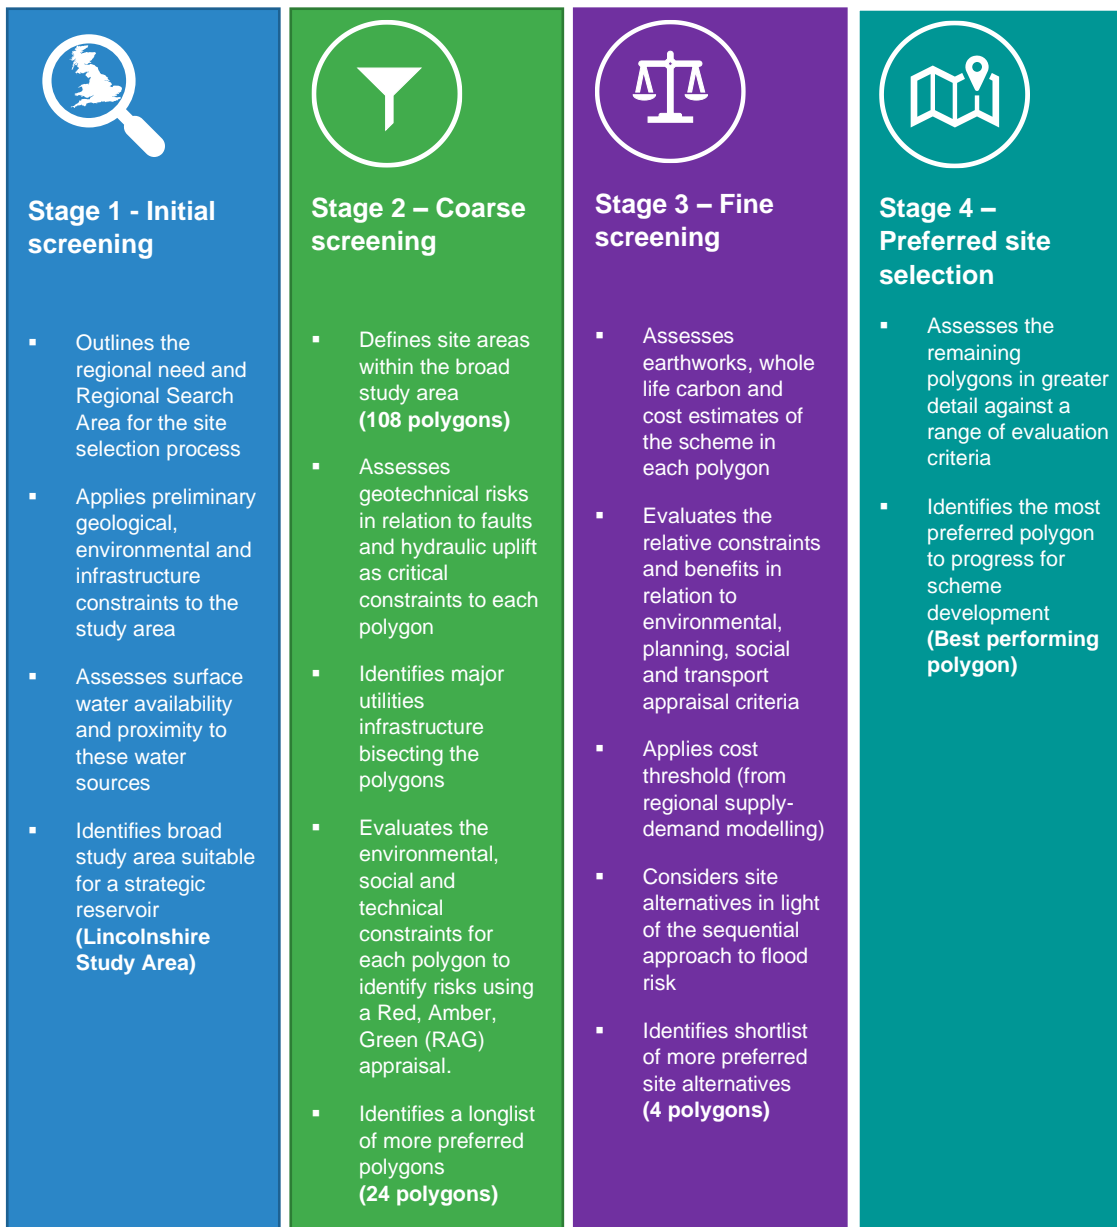 Stage 1 - Initial
screening
▪ Outlines the
regional need and
Regional Search
Area for the site
selection process
▪ Applies preliminary
geological,
environmental and
infrastructure
constraints to the
study area
▪ Assesses surface
water availability
and proximity to
these water
sources
▪ Identifies broad
study area suitable
for a strategic
reservoir
(Lincolnshire
Study Area)
Stage 2 – Coarse
screening
▪ Defines site areas
within the broad
study area
(108 polygons)
▪ Assesses
geotechnical risks
in relation to faults
and hydraulic uplift
as critical
constraints to each
polygon
▪ Identifies major
utilities
infrastructure
bisecting the
polygons
▪ Evaluates the
environmental,
social and
technical
constraints for
each polygon to
identify risks using
a Red, Amber,
Green (RAG)
appraisal.
▪ Identifies a longlist
of more preferred
polygons
(24 polygons)
Stage 3 – Fine
screening
▪ Assesses
earthworks, whole
life carbon and
cost estimates of
the scheme in
each polygon
▪ Evaluates the
relative constraints
and benefits in
relation to
environmental,
planning, social
and transport
appraisal criteria
▪ Applies cost
threshold (from
regional supply-
demand modelling)
▪ Considers site
alternatives in light
of the sequential
approach to flood
risk
▪ Identifies shortlist
of more preferred
site alternatives
(4 polygons)
Stage 4 –
Preferred site
selection
▪ Assesses the
remaining
polygons in greater
detail against a
range of evaluation
criteria
▪ Identifies the most
preferred polygon
to progress for
scheme
development
(Best performing
polygon)